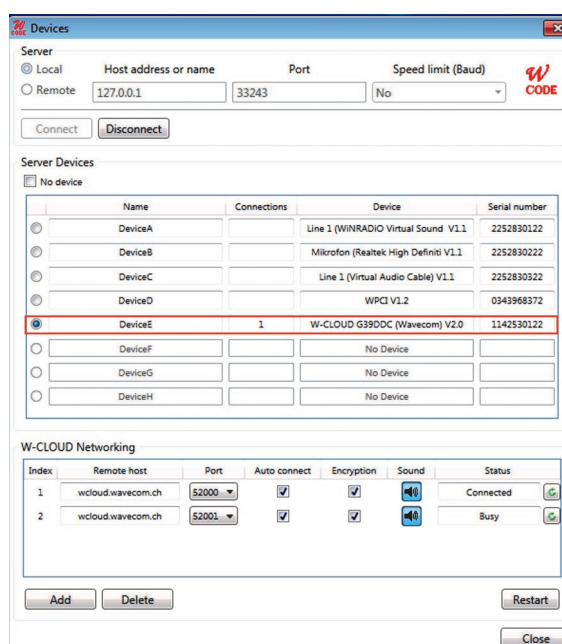 W CODE Devices
Server
Local Host address or name Port Speed limit (Baud)
Remote 127.0.0.1 33243 No
W CODE
Connect Disconnect
Server Devices
No device
Name Connections Device Serial number
DeviceA Line 1 (WiNRADiO Virtual Sound V1.1 2252830122
DeviceB Mikrofon (Realtek High Definiti V1.1 2252830222
DeviceC Line 1 (Virtual Audio Cable) V1.1 2252830322
DeviceD WPCI V1.2 0343968372
DeviceE 1 W-CLOUD G39DDC (Wavecom) V2.0 1142530122
DeviceF No Device
DeviceG No Device
DeviceH No Device
W-CLOUD Networking
Index Remote host Port Auto connect Encryption Sound Status
1 wcloud.wavecom.ch 52000 Connected
2 wcloud.wavecom.ch 52001 Busy
Add Delete Restart
Close